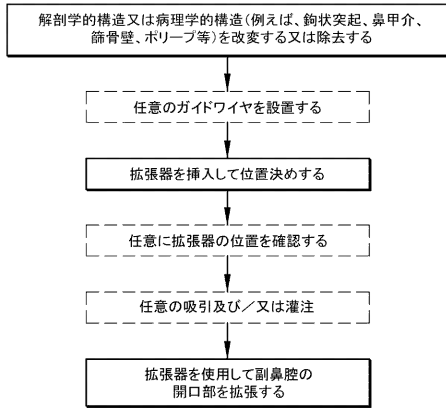 解剖学的構造又は病理学的構造(例えば、鉤状突起、鼻甲介、
篩骨壁、ポリープ等)を改変する又は除去する
任意のガイドワイヤを設置する
拡張器を挿入して位置決めする
任意に拡張器の位置を確認する
任意の吸引及び／又は灌注
拡張器を使用して副鼻腔の
開口部を拡張する